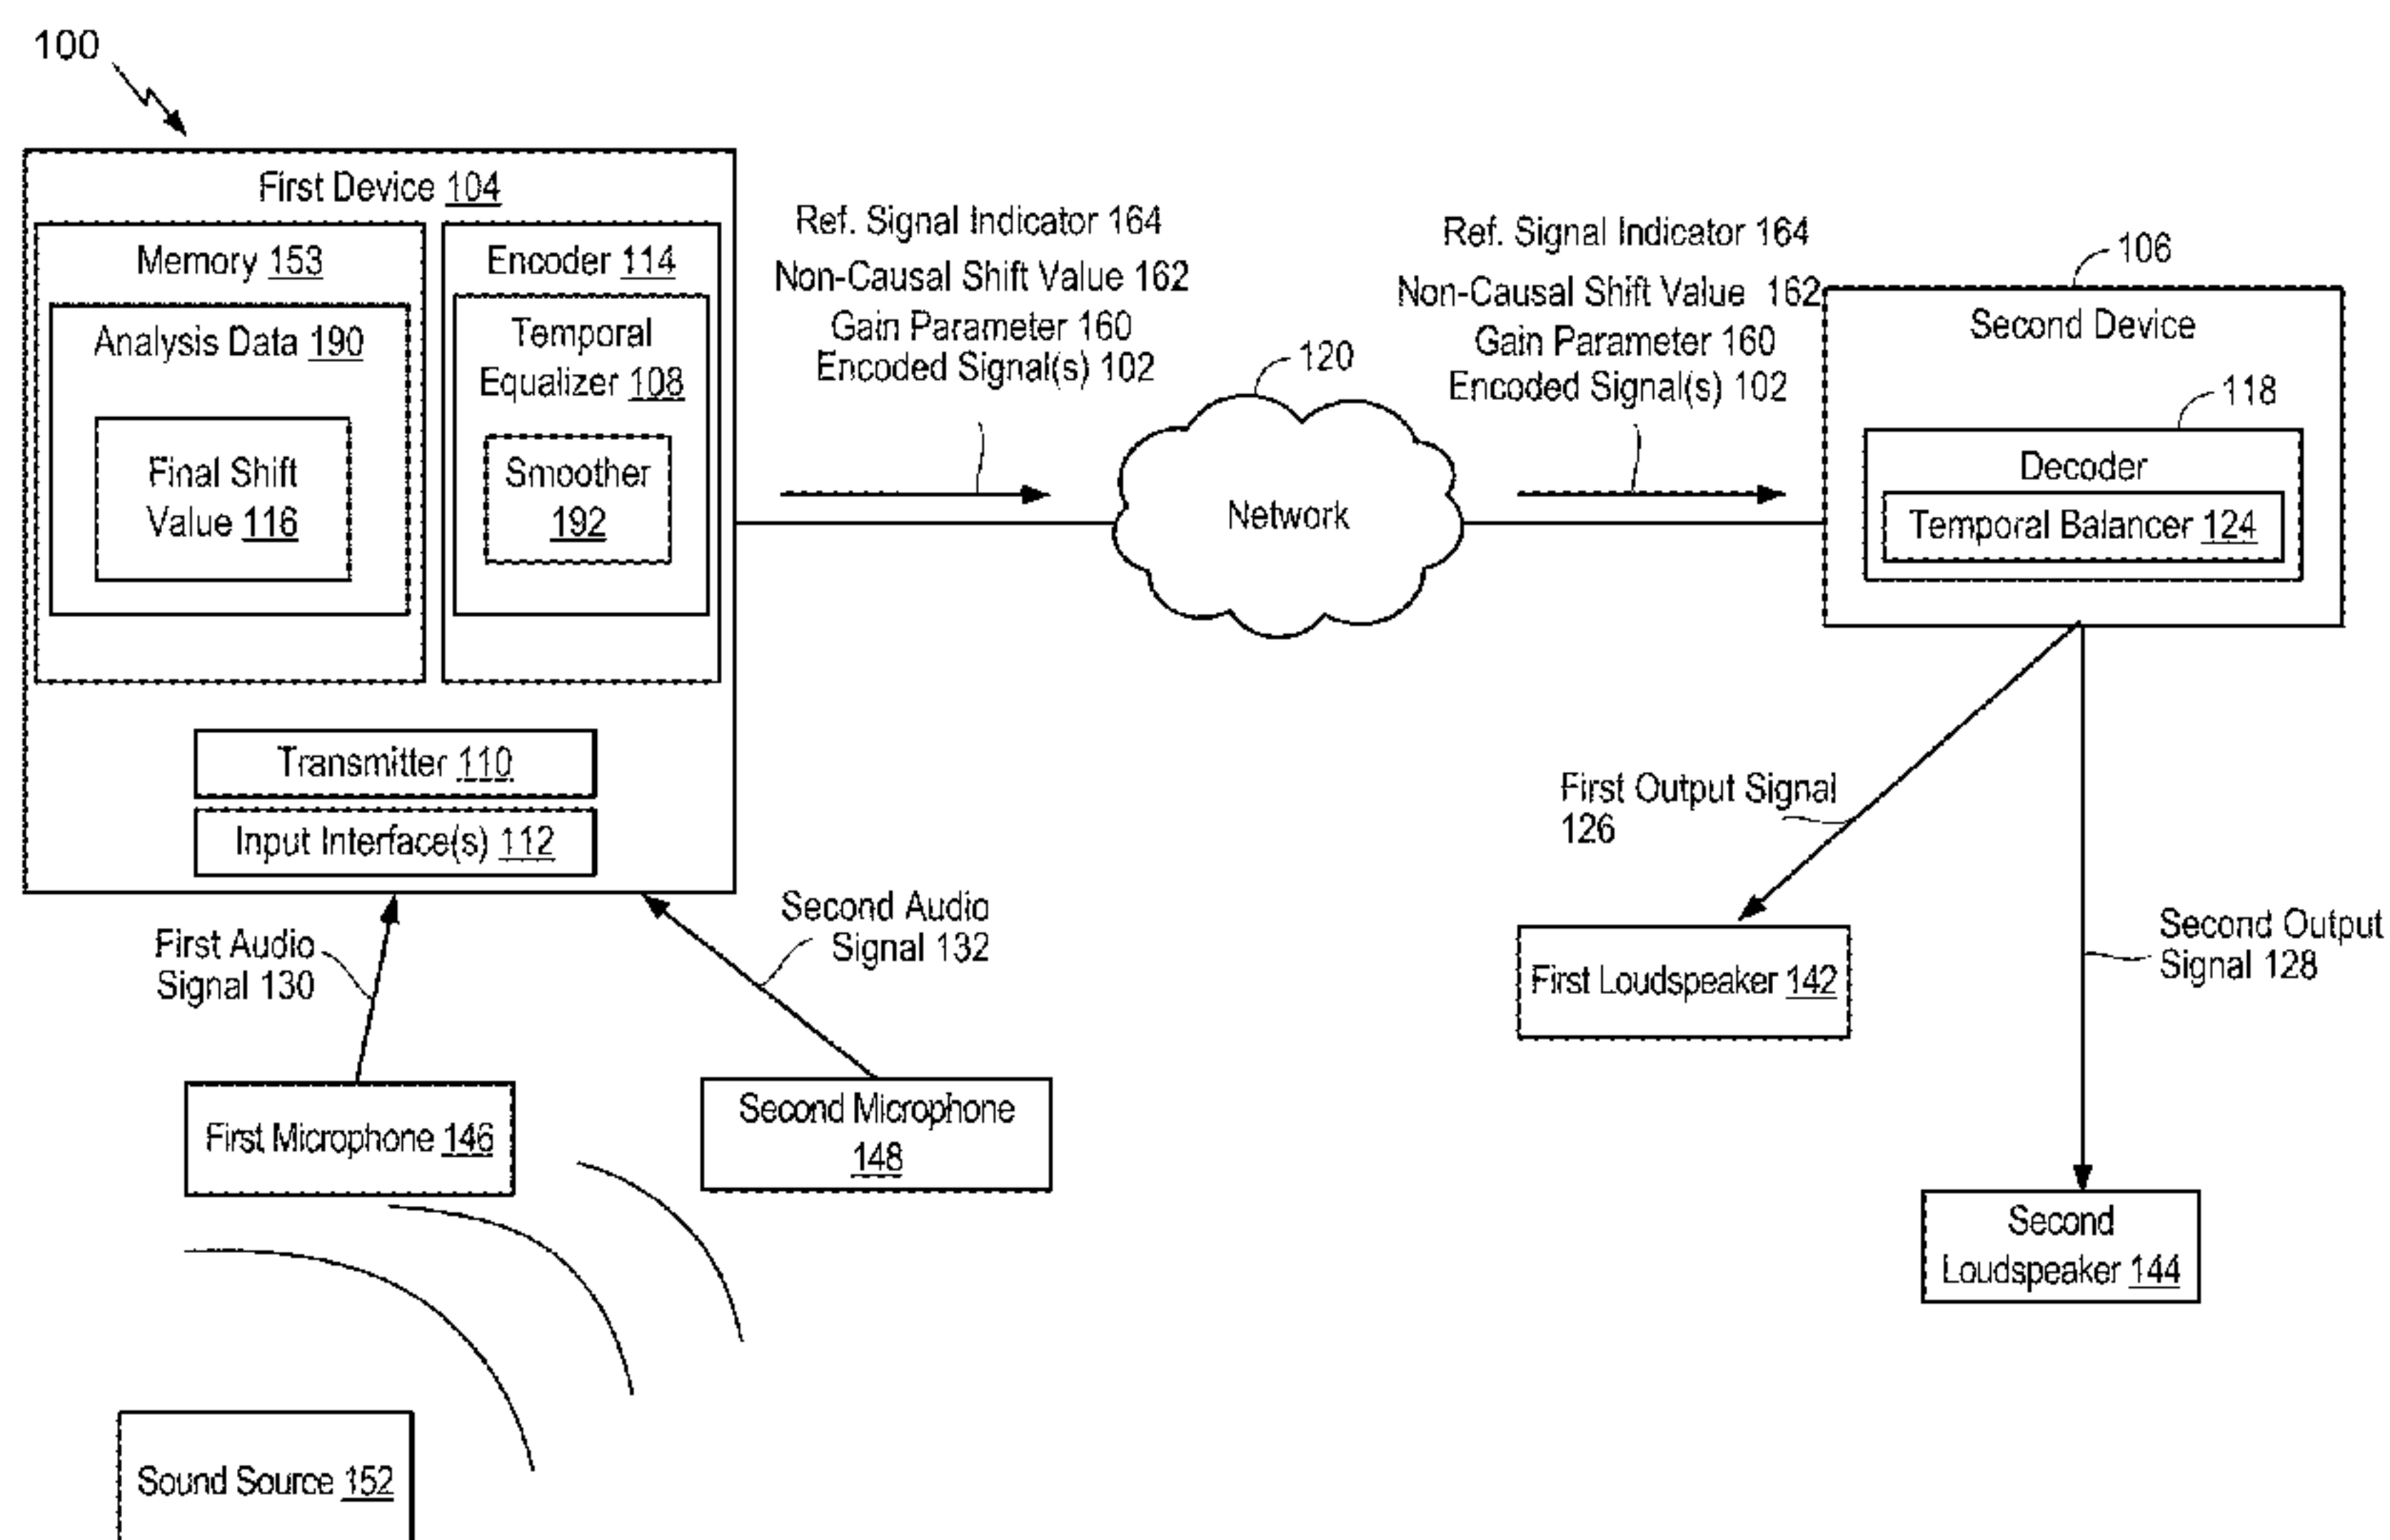 100
First Device 104
Memory 153
Analysis Data 190
Final Shift
Value 116
Encoder 114
Temporal
Equalizer 108
Smoother
192
Transmitter 110
Input Interface(s) 112
Ref. Signal Indicator 164
Non-Causal Shift Value 162
Gain Parameter 160
Encoded Signal(s) 102
120
Network
Ref. Signal Indicator 164
Non-Causal Shift Value 162
Gain Parameter 160
Encoded Signal(s) 102
106
Second Device
118
Decoder
Temporal Balancer 124
First Output Signal
126
Second Output
Signal 128
First Loudspeaker 142
Second
Loudspeaker 144
First Audio
Signal 130
Second Audio
Signal 132
First Microphone 146
Second Microphone
148
Sound Source 152